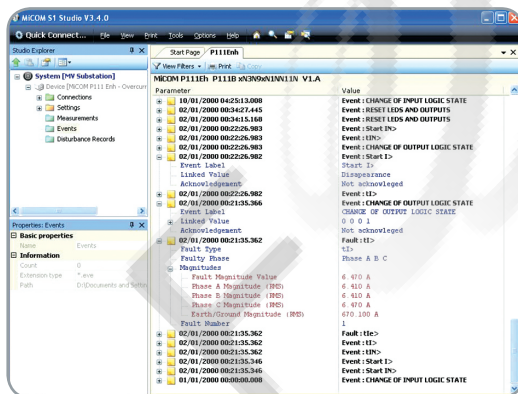 MiCOM S1 Studio V3.4.0
Quick Connect... File View Print Tools Options Help
Studio Explorer
System [MV Substation]
Device [MiCOM P111 Enh - Overcurr
Connections
Settings
Measurements
Events
Disturbance Records
Properties: Events
Basic properties
Name Events
Information
Count 0
Extension type *.eve
Path D:\Documents and Settin
Start Page P111Enh
View Filters Print Copy
MiCOM P111Eh P111B xN3N9xN1NV11N V1.A
Parameter Value
10/01/2000 04:25:13.008 Event : CHANGE OF INPUT LOGIC STATE
02/01/2000 00:34:27.445 Event : RESET LEDS AND OUTPUTS
02/01/2000 00:34:15.168 Event : RESET LEDS AND OUTPUTS
02/01/2000 00:22:26.983 Event : Start IN>
02/01/2000 00:22:26.983 Event : tIN>
02/01/2000 00:22:26.983 Event : CHANGE OF OUTPUT LOGIC STATE
02/01/2000 00:22:26.982 Event : Start I>
Event Label Start I>
Linked Value Disapearance
Acknowledgement Not acknowleged
02/01/2000 00:22:26.982 Event : tI>
02/01/2000 00:21:35.366 Event : CHANGE OF OUTPUT LOGIC STATE
Event Label CHANGE OF OUTPUT LOGIC STATE
Linked Value 0 0 0 1
Acknowledgement Not acknowleged
02/01/2000 00:21:35.362 Fault : tI>
Fault Type tI>
Faulty Phase Phase A B C
Magnitudes
Fault Magnitude Value 6.470 A
Phase A Magnitude (RMS) 6.410 A
Phase B Magnitude (RMS) 6.410 A
Phase C Magnitude (RMS) 6.470 A
Earth/Ground Magnitude (RMS) 670.100 A
Fault Number 1
02/01/2000 00:21:35.362 Fault : tIe>
02/01/2000 00:21:35.362 Event : tI>
02/01/2000 00:21:35.362 Event : tIN>
02/01/2000 00:21:35.346 Event : Start I>
02/01/2000 00:21:35.346 Event : Start IN>
01/01/2000 00:00:00.008 Event : CHANGE OF INPUT LOGIC STATE